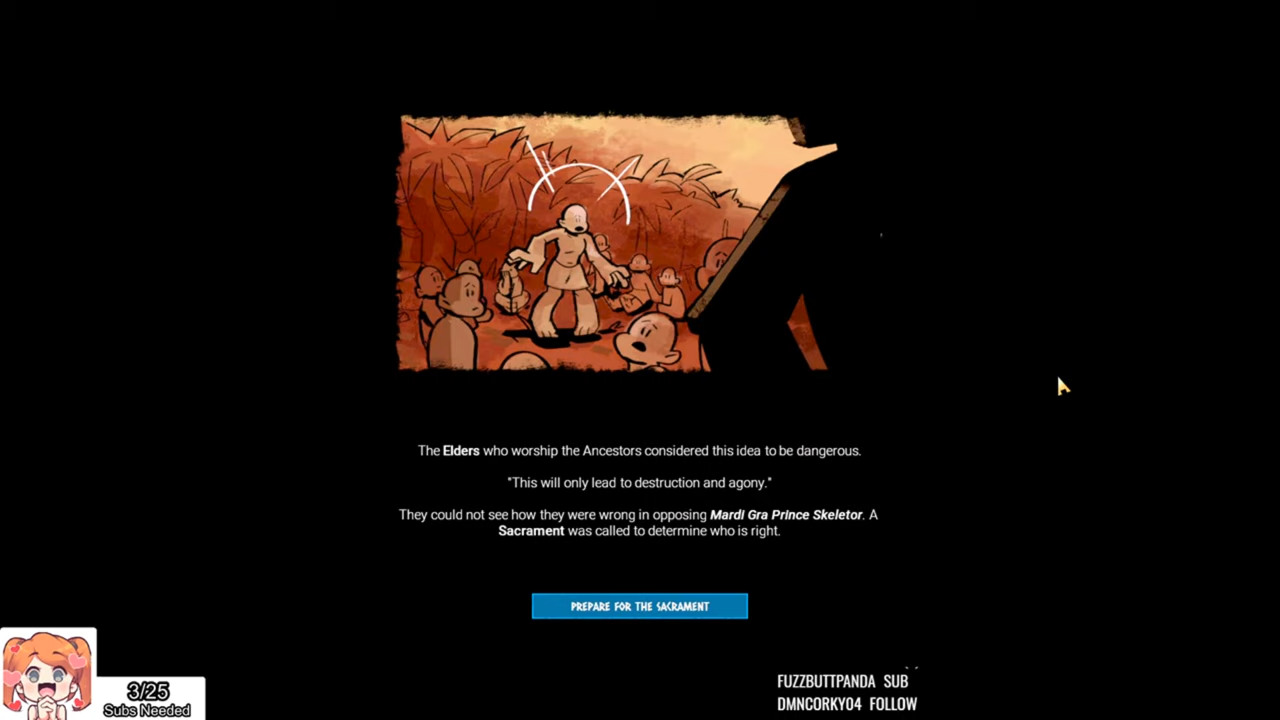 The Elders who worship the Ancestors considered this idea to be dangerous.
"This will only lead to destruction and agony."
They could not see how they were wrong in opposing Mardi Gra Prince Skeletor. A
Sacrament was called to determine who is right.
PREPARE FOR THE SACRAMENT
3/25
Subs Needed
FUZZBUTTPANDA SUB
DMNCORKY04 FOLLOW